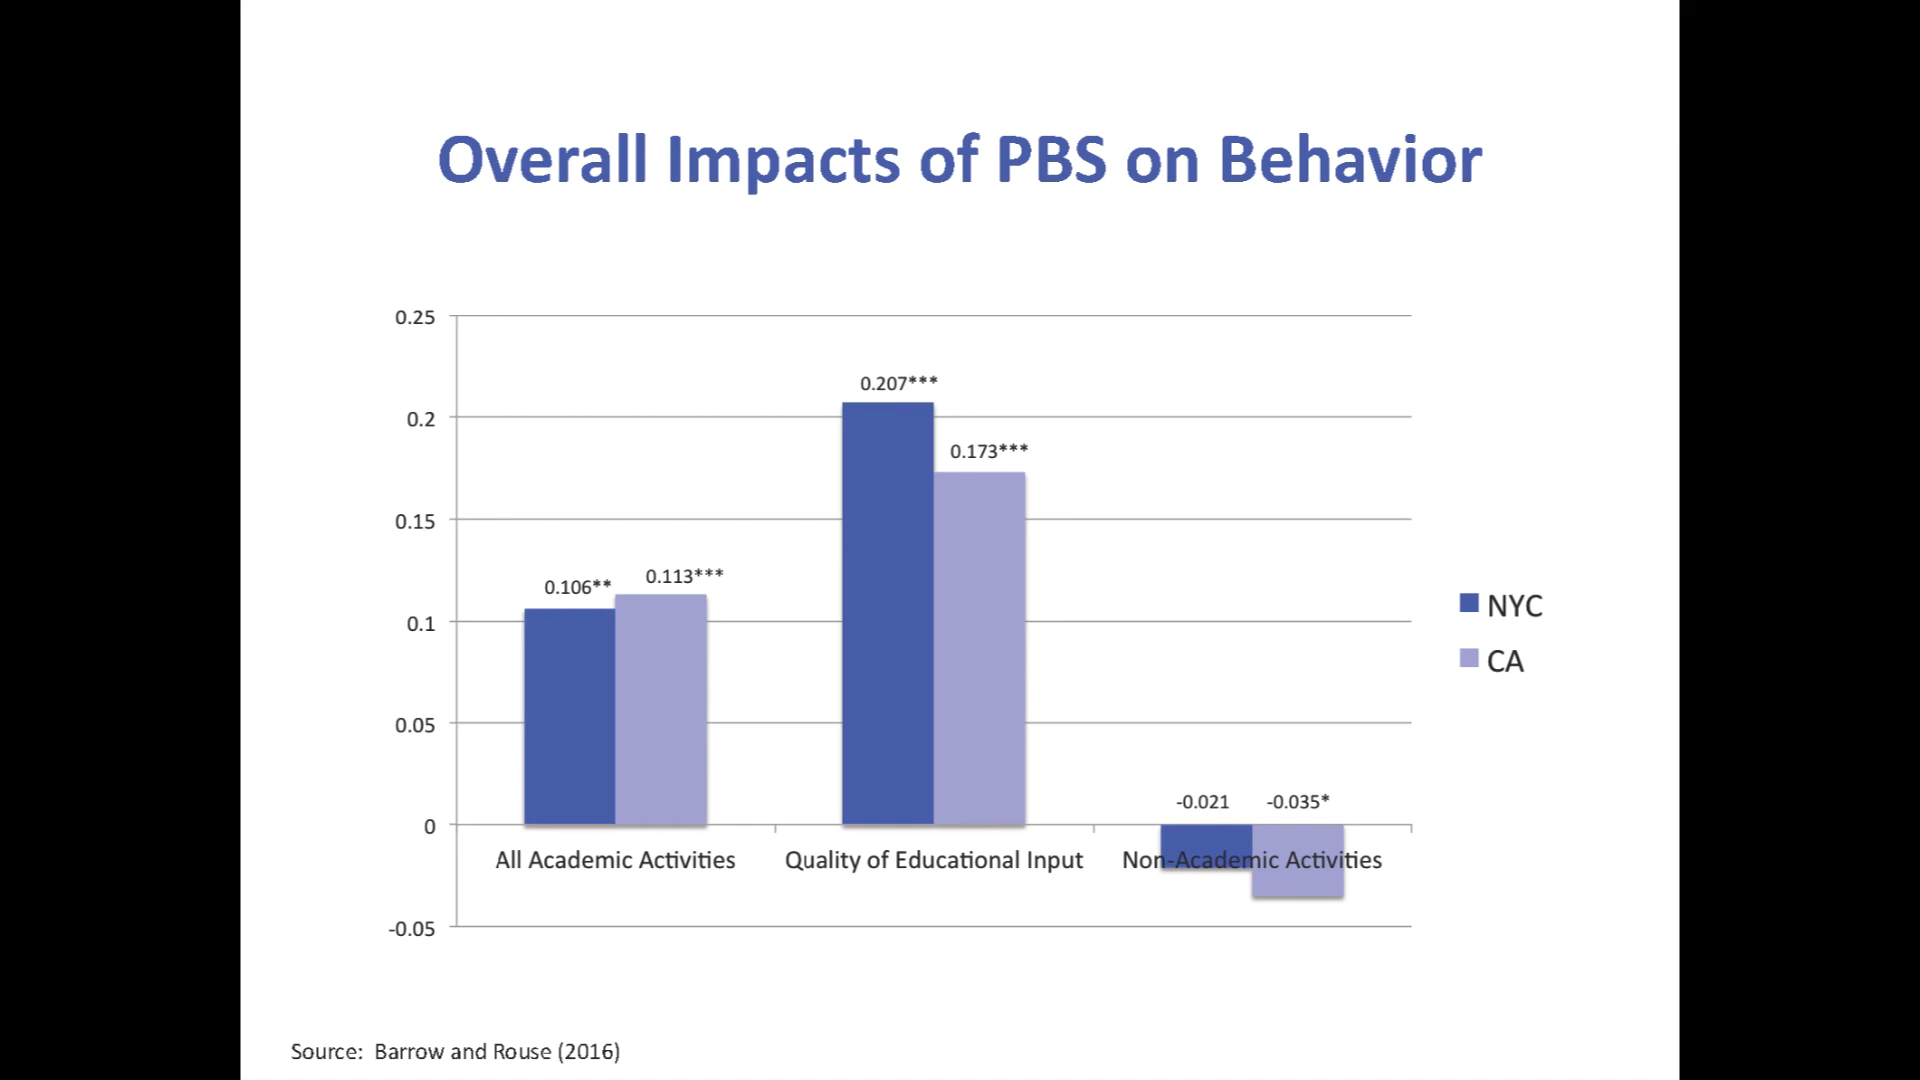 Overall Impacts of PBS on Behavior
0.25
0.2
0.15
0.1
0.05
0
-0.05
0.106**
0.113***
0.207***
0.173***
-0.021
-0.035*
All Academic Activities
Quality of Educational Input
Non-Academic Activities
NYC
CA
Source: Barrow and Rouse (2016)